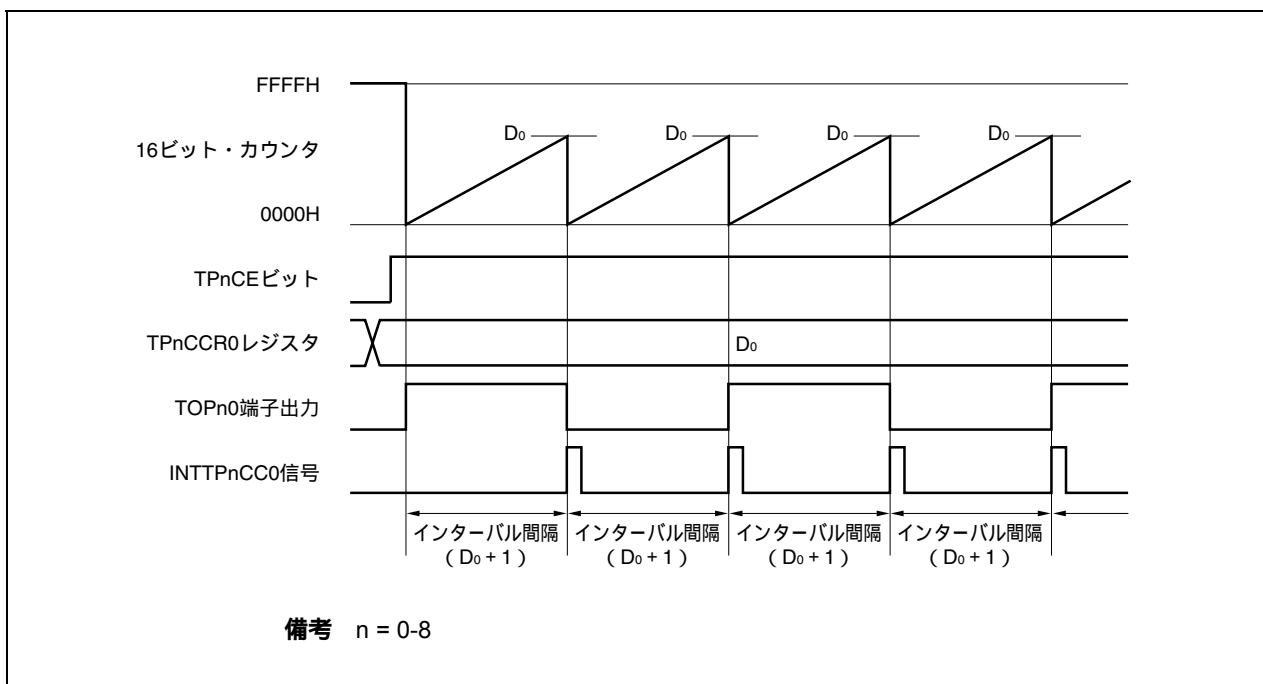 FFFFH
D0 D0 D0 D0
16ビット・カウンタ
0000H
TPnCEビット
TPnCCR0レジスタ
D0
TOPn0端子出力
INTTPnCC0信号
インターバル間隔 インターバル間隔 インターバル間隔 インターバル間隔
（D0 + 1） （D0 + 1） （D0 + 1） （D0 + 1）
備考 n = 0-8